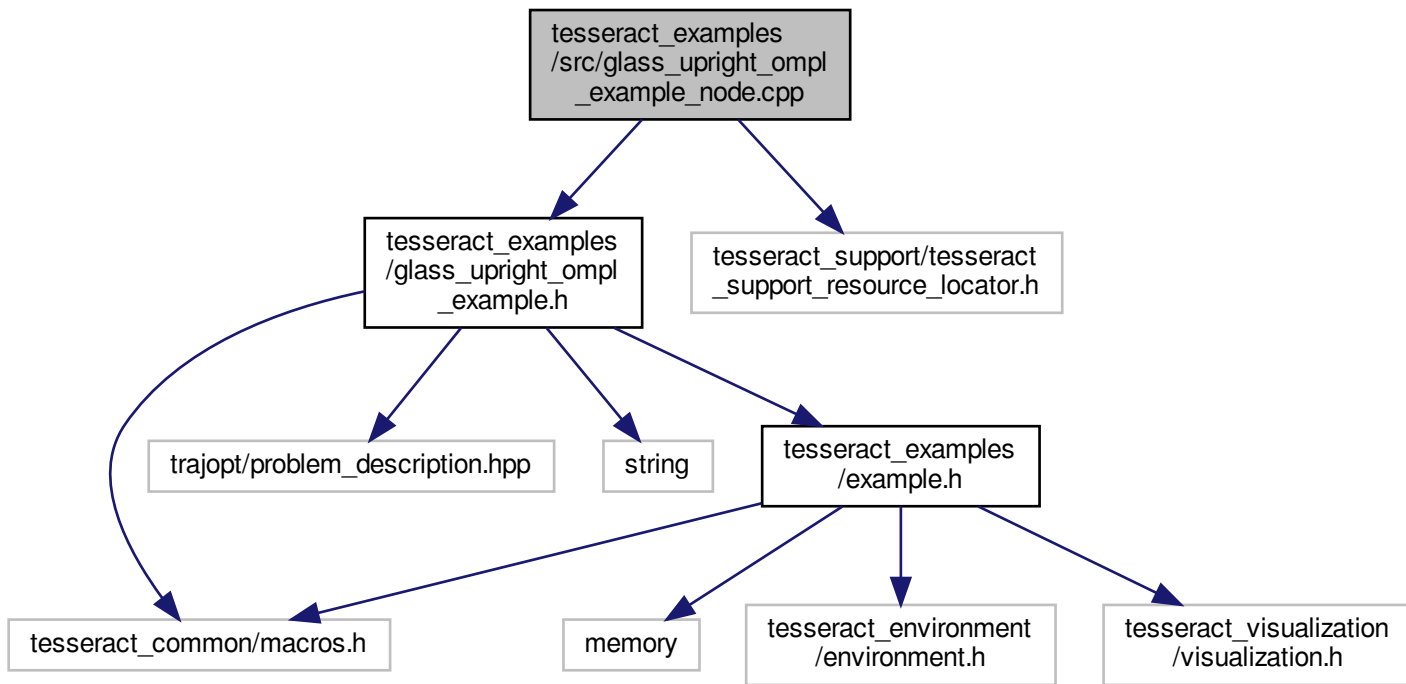 tesseract_examples
/src/glass_upright_ompl
_example_node.cpp
tesseract_examples
/glass_upright_ompl
_example.h
tesseract_support/tesseract
_support_resource_locator.h
trajopt/problem_description.hpp
string
tesseract_examples
/example.h
tesseract_common/macros.h
memory
tesseract_environment
/environment.h
tesseract_visualization
/visualization.h